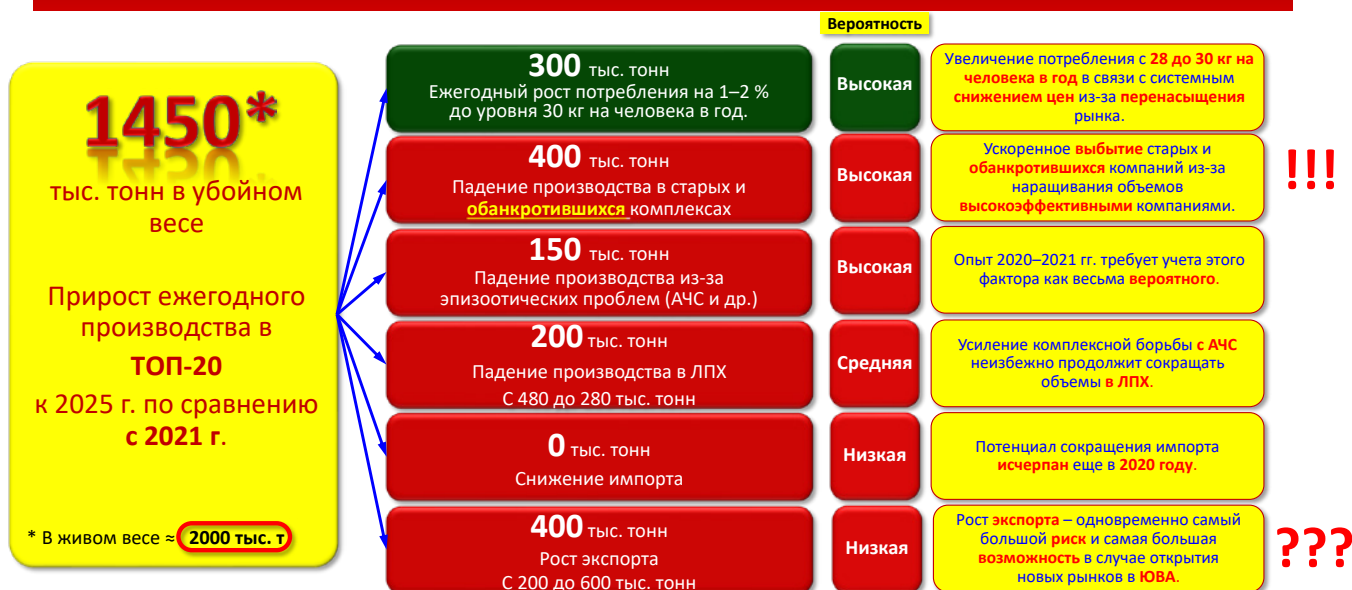 Вероятность
1450*
тыс. тонн в убойном
весе
Прирост ежегодного
производства в
ТОП-20
к 2025 г. по сравнению
с 2021 г.
* В живом весе ≈ 2000 тыс. т
300 тыс. тонн
Ежегодный рост потребления на 1–2 %
до уровня 30 кг на человека в год.
Высокая
Увеличение потребления с 28 до 30 кг на
человека в год в связи с системным
снижением цен из-за перенасыщения
рынка.
400 тыс. тонн
Падение производства в старых и
обанкротившихся комплексах
Высокая
Ускоренное выбытие старых и
обанкротившихся компаний из-за
наращивания объемов
высокоэффективными компаниями.
!!!
150 тыс. тонн
Падение производства из-за
эпизоотических проблем (АЧС и др.)
Высокая
Опыт 2020–2021 гг. требует учета этого
фактора как весьма вероятного.
200 тыс. тонн
Падение производства в ЛПХ
С 480 до 280 тыс. тонн
Средняя
Усиление комплексной борьбы с АЧС
неизбежно продолжит сокращать
объемы в ЛПХ.
0 тыс. тонн
Снижение импорта
Низкая
Потенциал сокращения импорта
исчерпан еще в 2020 году.
400 тыс. тонн
Рост экспорта
С 200 до 600 тыс. тонн
Низкая
Рост экспорта – одновременно самый
большой риск и самая большая
возможность в случае открытия
новых рынков в ЮВА.
???